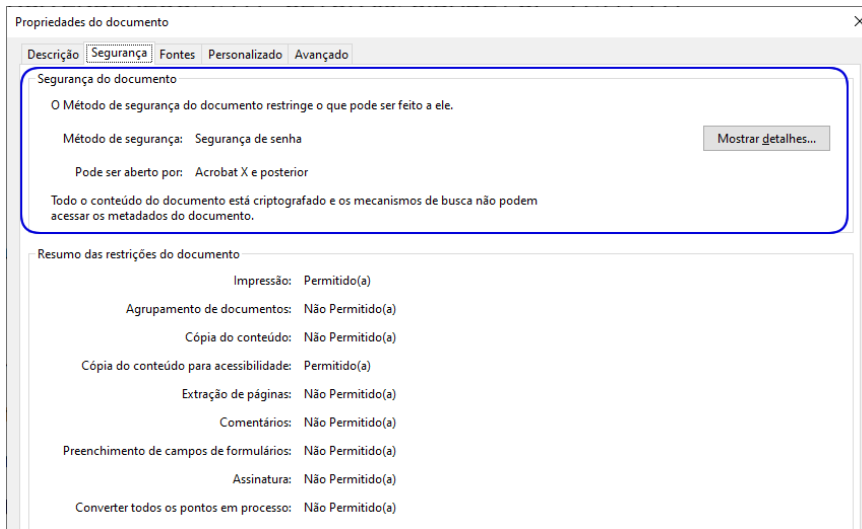 Propriedades do documento
Descrição Segurança Fontes Personalizado Avançado
Segurança do documento
O Método de segurança do documento restringe o que pode ser feito a ele.
Método de segurança: Segurança de senha Mostrar detalhes...
Pode ser aberto por: Acrobat X e posterior
Todo o conteúdo do documento está criptografado e os mecanismos de busca não podem
acessar os metadados do documento.
Resumo das restrições do documento
Impressão: Permitido(a)
Agrupamento de documentos: Não Permitido(a)
Cópia do conteúdo: Não Permitido(a)
Cópia do conteúdo para acessibilidade: Permitido(a)
Extração de páginas: Não Permitido(a)
Comentários: Não Permitido(a)
Preenchimento de campos de formulários: Não Permitido(a)
Assinatura: Não Permitido(a)
Converter todos os pontos em processo: Não Permitido(a)